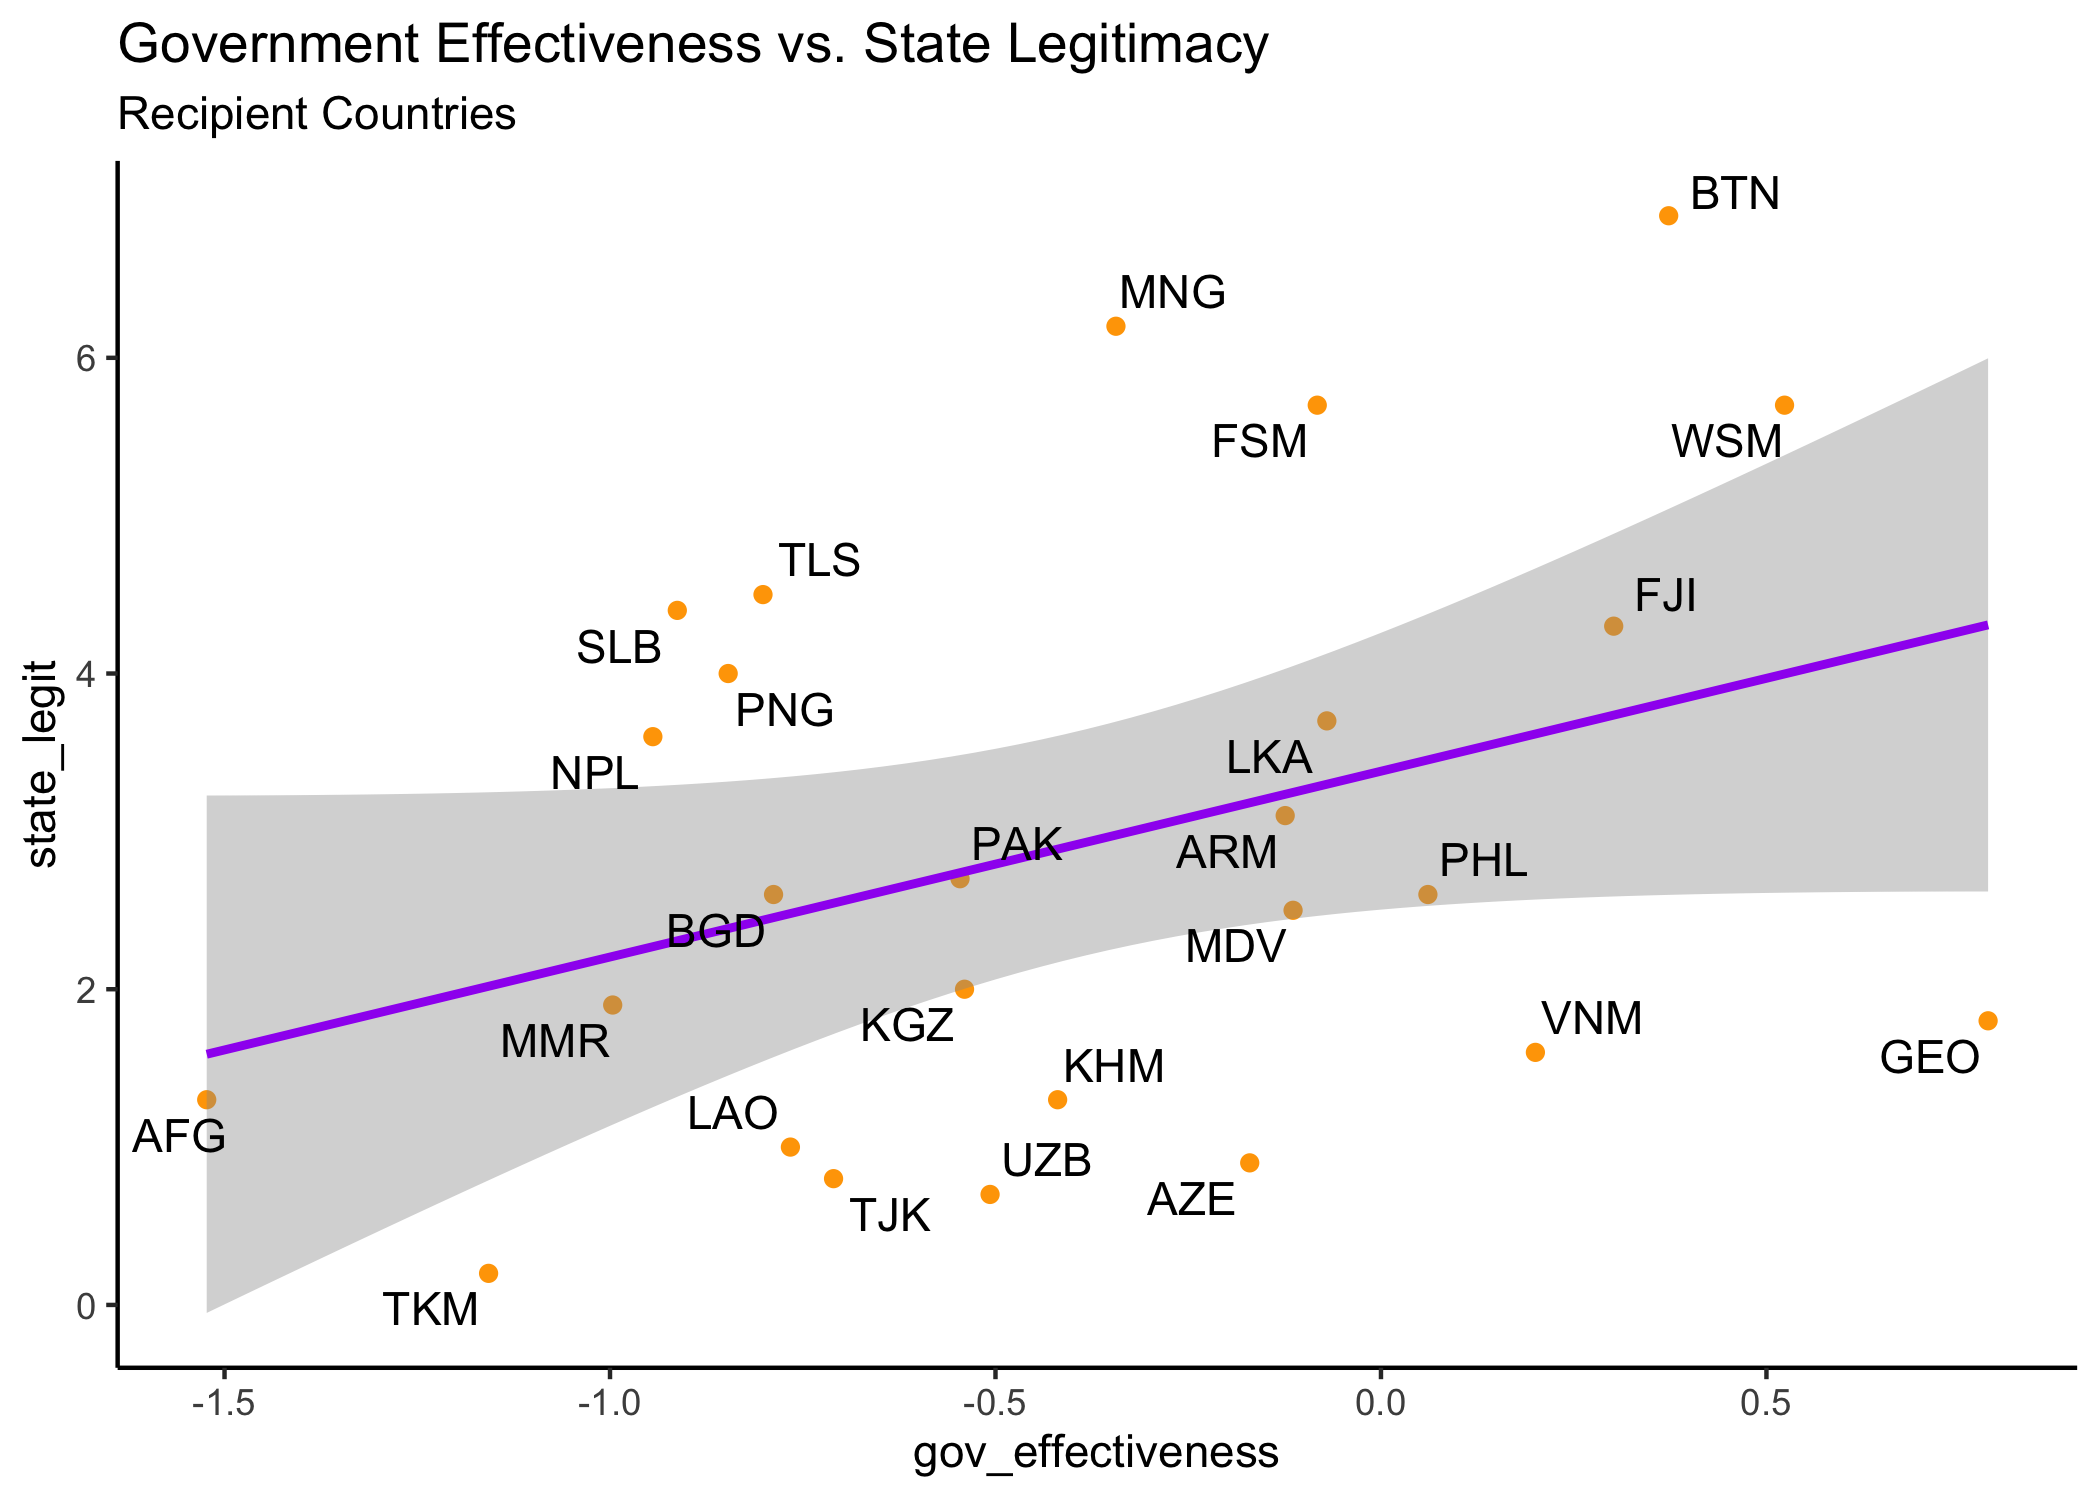 Government Effectiveness vs. State Legitimacy
Recipient Countries
BTN
MNG
6
FSM
WSM
TLS
FJI
SLB
4
PNG
state_legit
LKA
NPL
PAK
ARM
PHL
BGD
MDV
2
VNM
KGZ
MMR
GEO
KHM
LAO
AFG
UZB
AZE
TJK
0
TKM
-1.5
-1.0
-0.5
0.0
0.5
gov_effectiveness